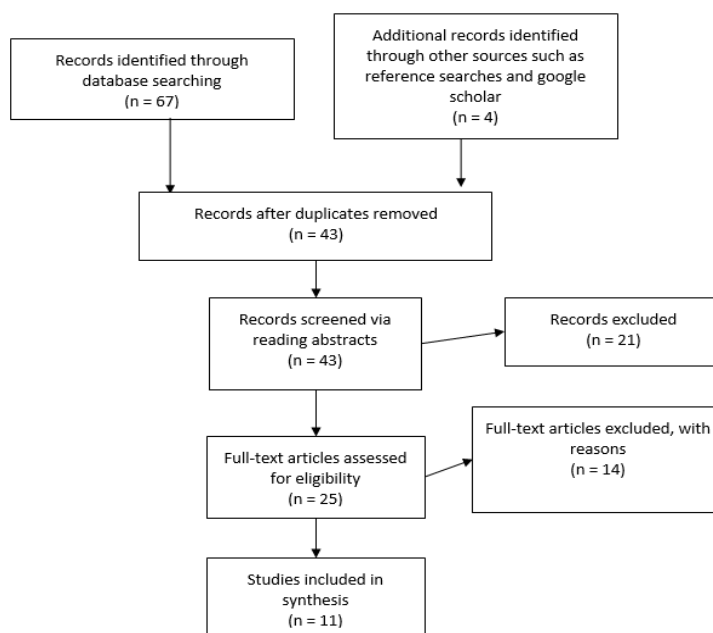 Records identified through
database searching
(n = 67)
Additional records identified
through other sources such as
reference searches and google
scholar
(n = 4)
Records after duplicates removed
(n = 43)
Records screened via
reading abstracts
(n = 43)
Records excluded
(n = 21)
Full-text articles assessed
for eligibility
(n = 25)
Full-text articles excluded, with
reasons
(n = 14)
Studies included in
synthesis
(n = 11)